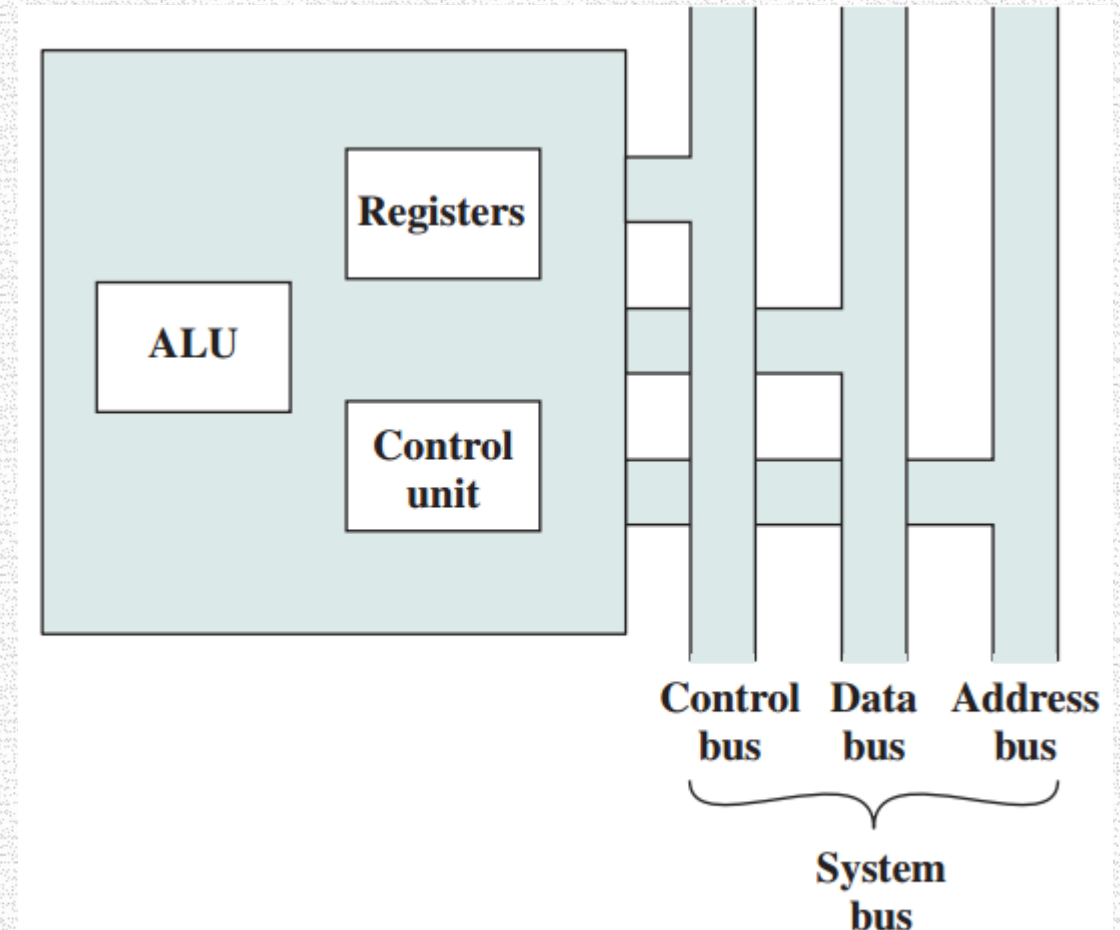 Registers
ALU
Control
unit
Control bus
Data bus
Address bus
System
bus